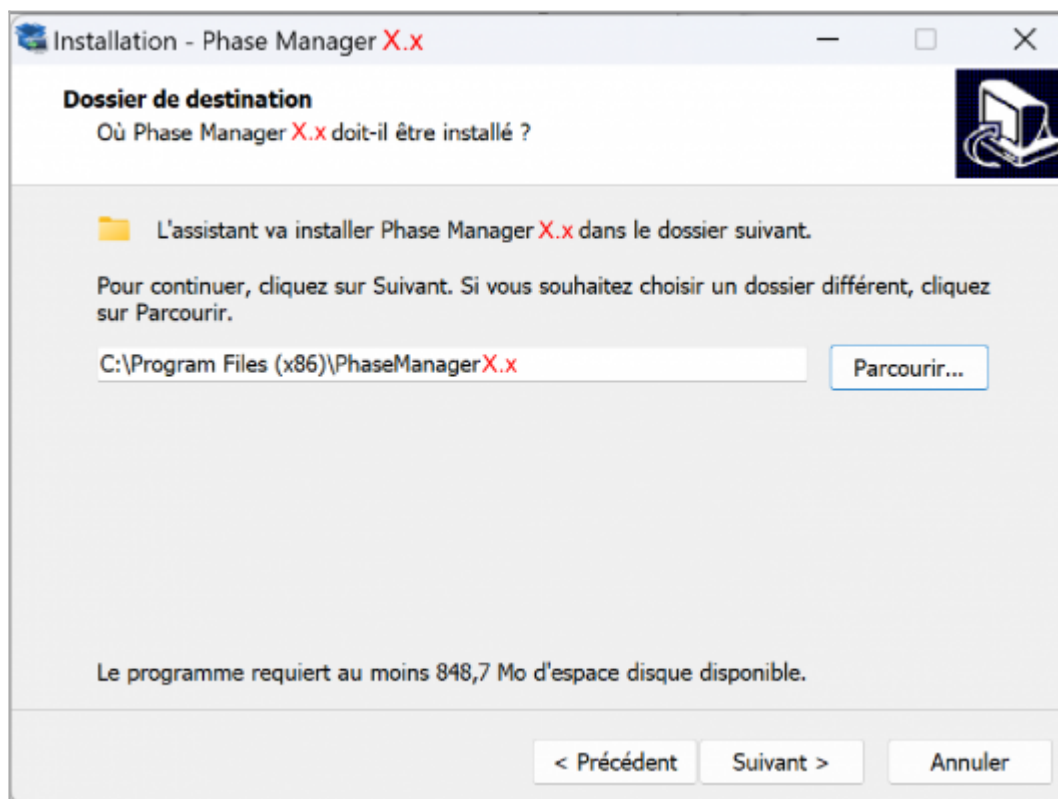 Installation - Phase Manager X.x
Dossier de destination
Où Phase Manager X.x doit-il être installé ?
L'assistant va installer Phase Manager X.x dans le dossier suivant.
Pour continuer, cliquez sur Suivant. Si vous souhaitez choisir un dossier différent, cliquez
sur Parcourir.
C:\Program Files (x86)\PhaseManagerX.x
Parcourir...
Le programme requiert au moins 848,7 Mo d'espace disque disponible.
< Précédent
Suivant >
Annuler